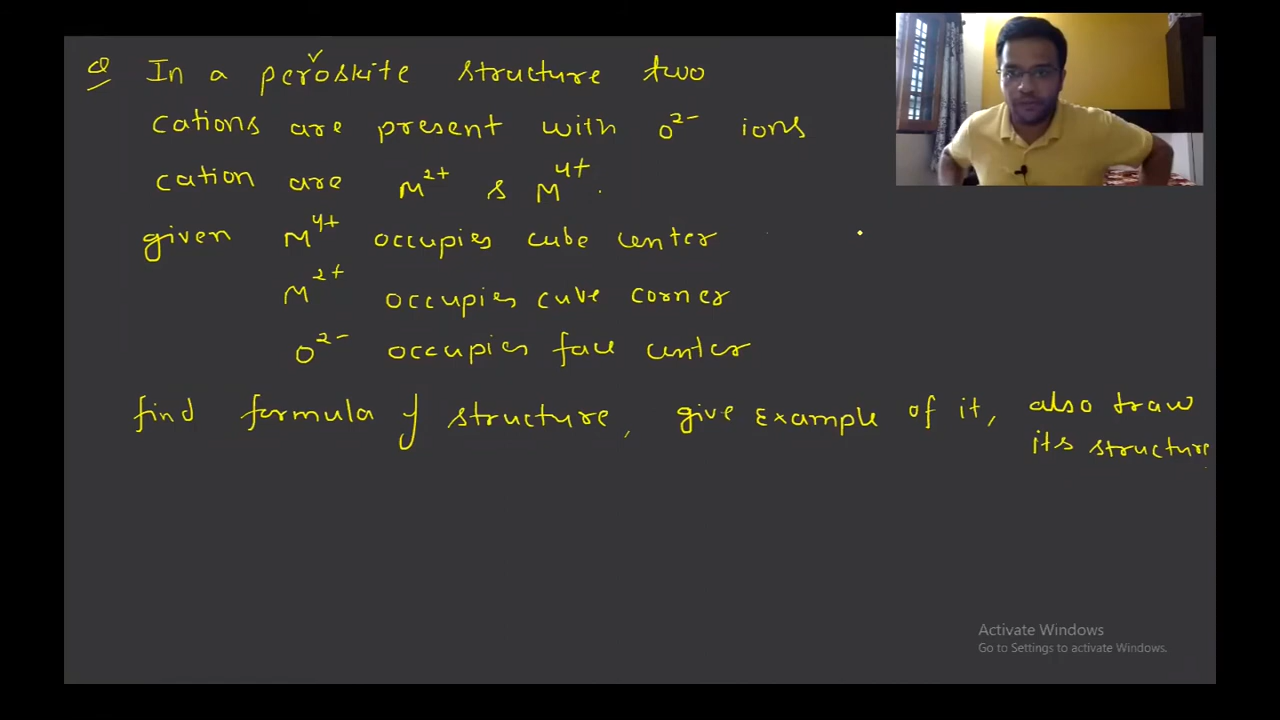 Q In a peroskite structure two
cations are present with O²⁻ ions
cation are M²⁺ & M⁴⁺.
given M⁴⁺ occupies cube center
M²⁺ occupies cube corner
O²⁻ occupies face center
find formula of structure, give Example of it, also draw
its structure
Activate Windows
Go to Settings to activate Windows.